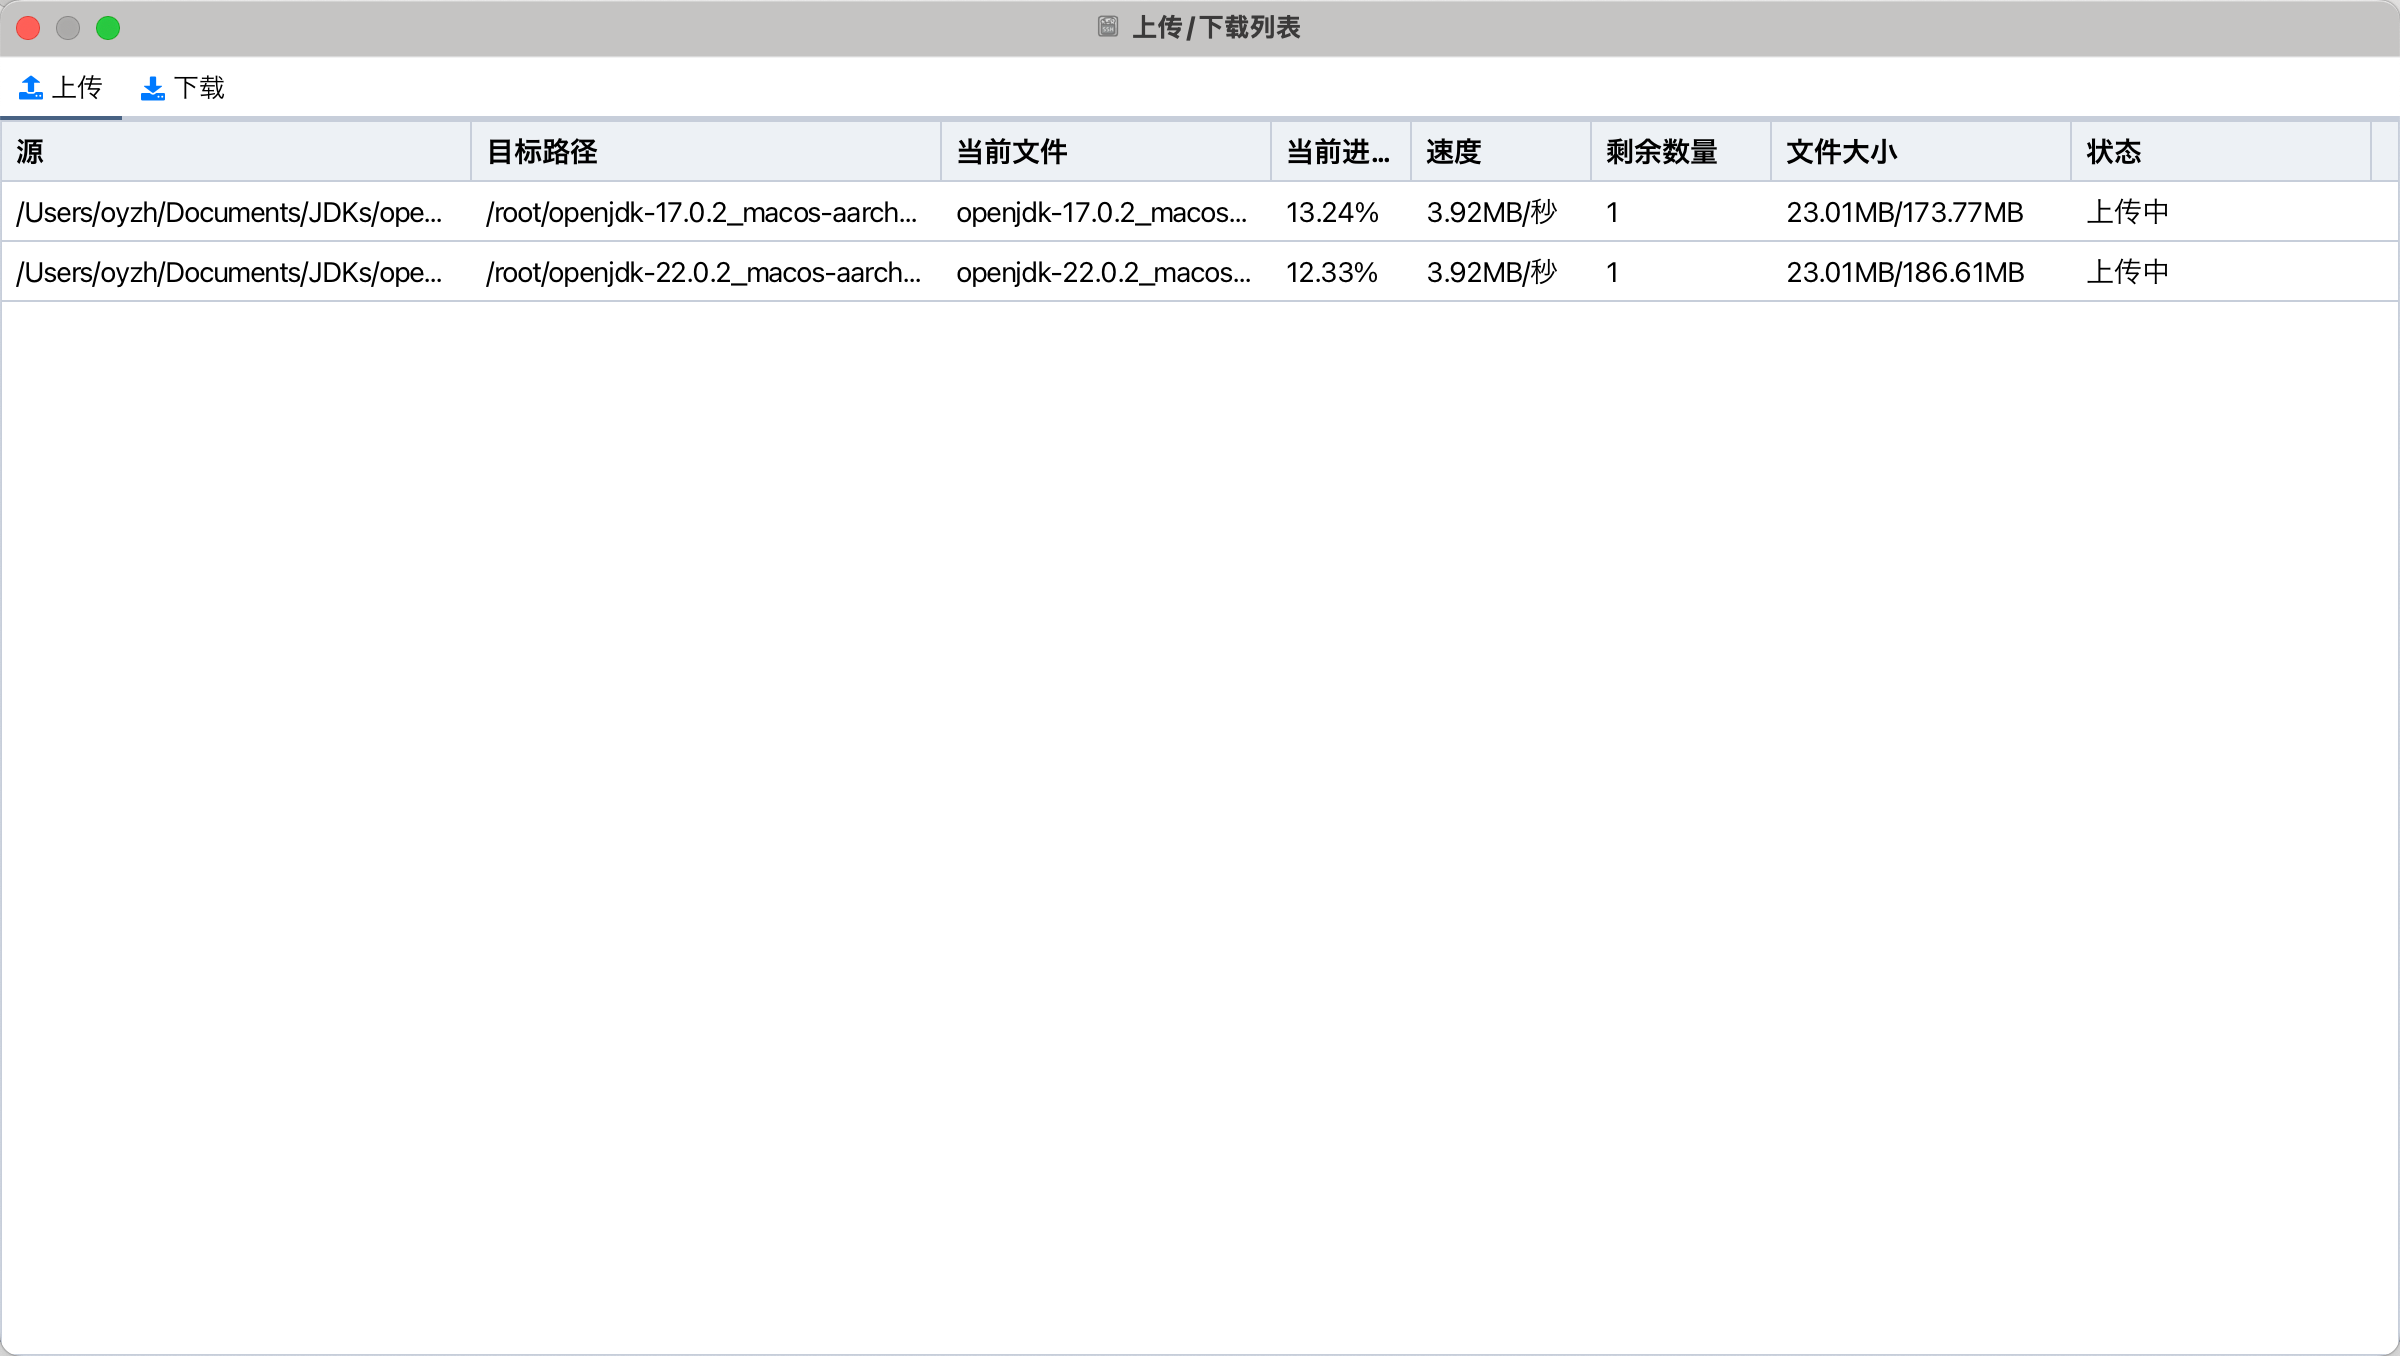 上传/下载列表
上传 下载
源 目标路径 当前文件 当前进... 速度 剩余数量 文件大小 状态
/Users/oyzh/Documents/JDKs/ope... /root/openjdk-17.0.2_macos-aarch... openjdk-17.0.2_macos... 13.24% 3.92MB/秒 1 23.01MB/173.77MB 上传中
/Users/oyzh/Documents/JDKs/ope... /root/openjdk-22.0.2_macos-aarch... openjdk-22.0.2_macos... 12.33% 3.92MB/秒 1 23.01MB/186.61MB 上传中